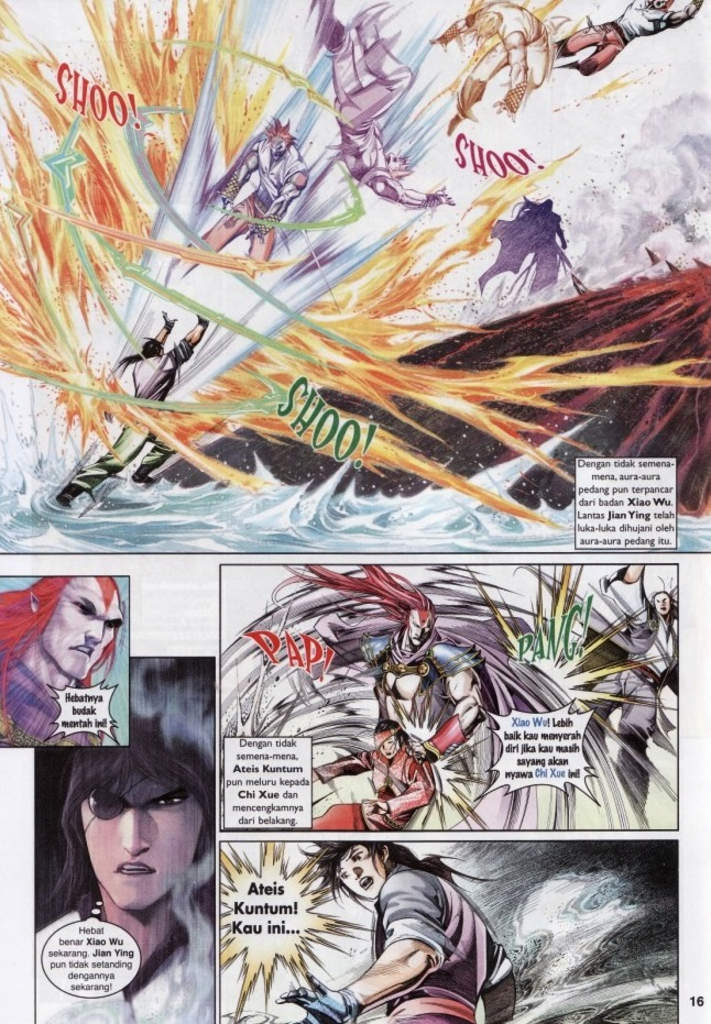 SHOO!
SHOO!
SHOO!
Dengan tidak semena-
mena, aura-aura
pedang pun terpancar
dari badan Xiao Wu.
Lantas Jian Ying telah
luka-luka dihujani oleh
aura-aura pedang itu.
Hebatnya
budak
mentah ini!
Hebat
benar Xiao Wu
sekarang. Jian Ying
pun tidak setanding
dengannya
sekarang!
PAP!
PANG!
Dengan tidak
semena-mena,
Ateis Kuntum
pun meluru kepada
Chi Xue dan
mencengkamnya
dari belakang.
Xiao Wu! Lebih
baik kau menyerah
diri jika kau masih
sayang akan
nyawa Chi Xue ini!
Ateis
Kuntum!
Kau ini...
16